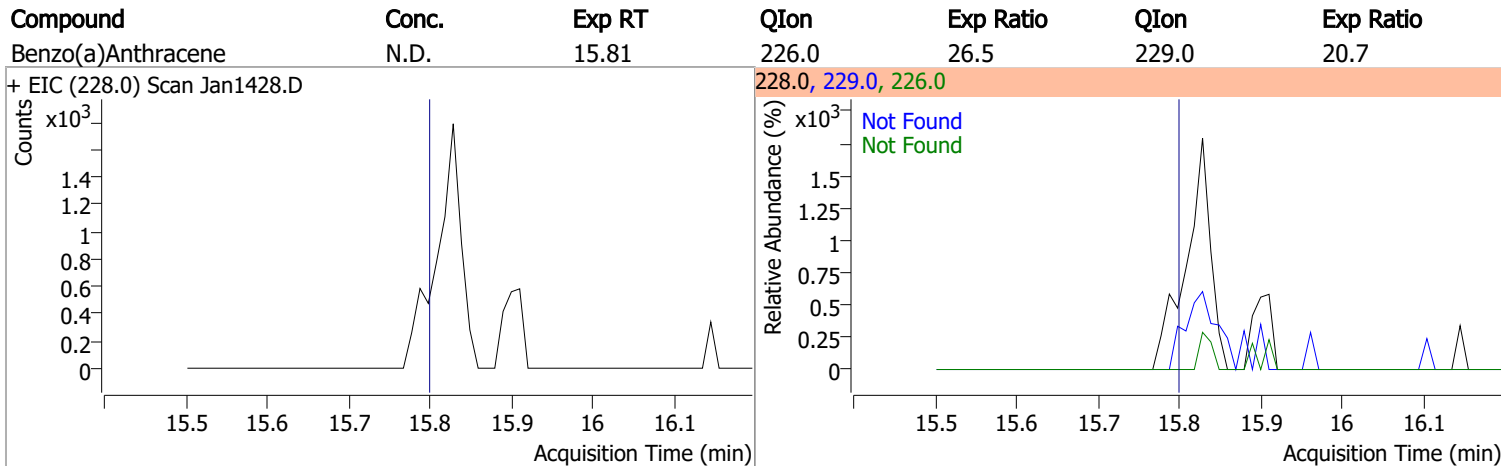 Compound Conc. Exp RT QIon Exp Ratio QIon Exp Ratio
Benzo(a)Anthracene N.D. 15.81 226.0 26.5 229.0 20.7
+ EIC (228.0) Scan Jan1428.D
Counts
x10³
1.4
1.2
1
0.8
0.6
0.4
0.2
0
15.5 15.6 15.7 15.8 15.9 16 16.1
Acquisition Time (min)
228.0, 229.0, 226.0
Relative Abundance (%)
x10³
Not Found
Not Found
1.5
1.25
1
0.75
0.5
0.25
0
15.5 15.6 15.7 15.8 15.9 16 16.1
Acquisition Time (min)